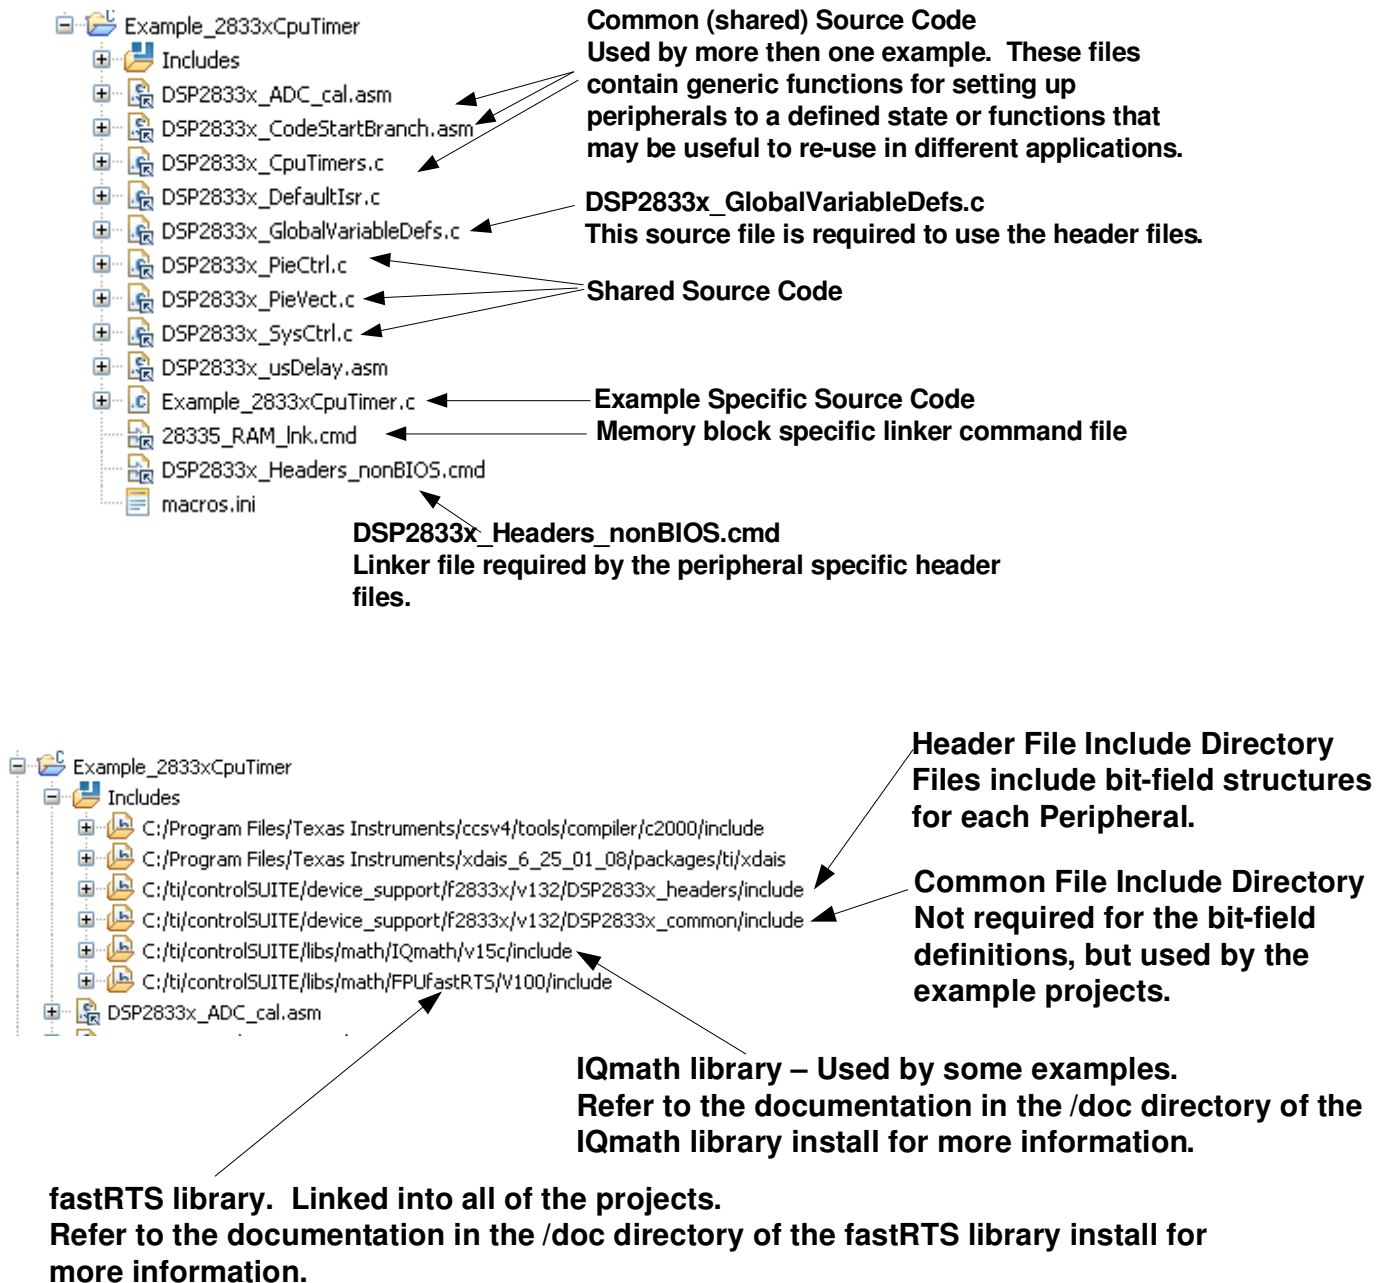 Example_2833xCpuTimer
Includes
DSP2833x_ADC_cal.asm
DSP2833x_CodeStartBranch.asm
DSP2833x_CpuTimers.c
DSP2833x_DefaultIsr.c
DSP2833x_GlobalVariableDefs.c
DSP2833x_PieCtrl.c
DSP2833x_PieVect.c
DSP2833x_SysCtrl.c
DSP2833x_usDelay.asm
Example_2833xCpuTimer.c
28335_RAM_lnk.cmd
DSP2833x_Headers_nonBIOS.cmd
macros.ini
Common (shared) Source Code
Used by more then one example.  These files
contain generic functions for setting up
peripherals to a defined state or functions that
may be useful to re-use in different applications.
DSP2833x_GlobalVariableDefs.c
This source file is required to use the header files.
Shared Source Code
Example Specific Source Code
Memory block specific linker command file
DSP2833x_Headers_nonBIOS.cmd
Linker file required by the peripheral specific header
files.
Example_2833xCpuTimer
Includes
C:/Program Files/Texas Instruments/ccsv4/tools/compiler/c2000/include
C:/Program Files/Texas Instruments/xdais_6_25_01_08/packages/ti/xdais
C:/ti/controlSUITE/device_support/f2833x/v132/DSP2833x_headers/include
C:/ti/controlSUITE/device_support/f2833x/v132/DSP2833x_common/include
C:/ti/controlSUITE/libs/math/IQmath/v15c/include
C:/ti/controlSUITE/libs/math/FPUfastRTS/V100/include
DSP2833x_ADC_cal.asm
Header File Include Directory
Files include bit-field structures
for each Peripheral.
Common File Include Directory
Not required for the bit-field
definitions, but used by the
example projects.
IQmath library – Used by some examples.
Refer to the documentation in the /doc directory of the
IQmath library install for more information.
fastRTS library.  Linked into all of the projects.
Refer to the documentation in the /doc directory of the fastRTS library install for
more information.